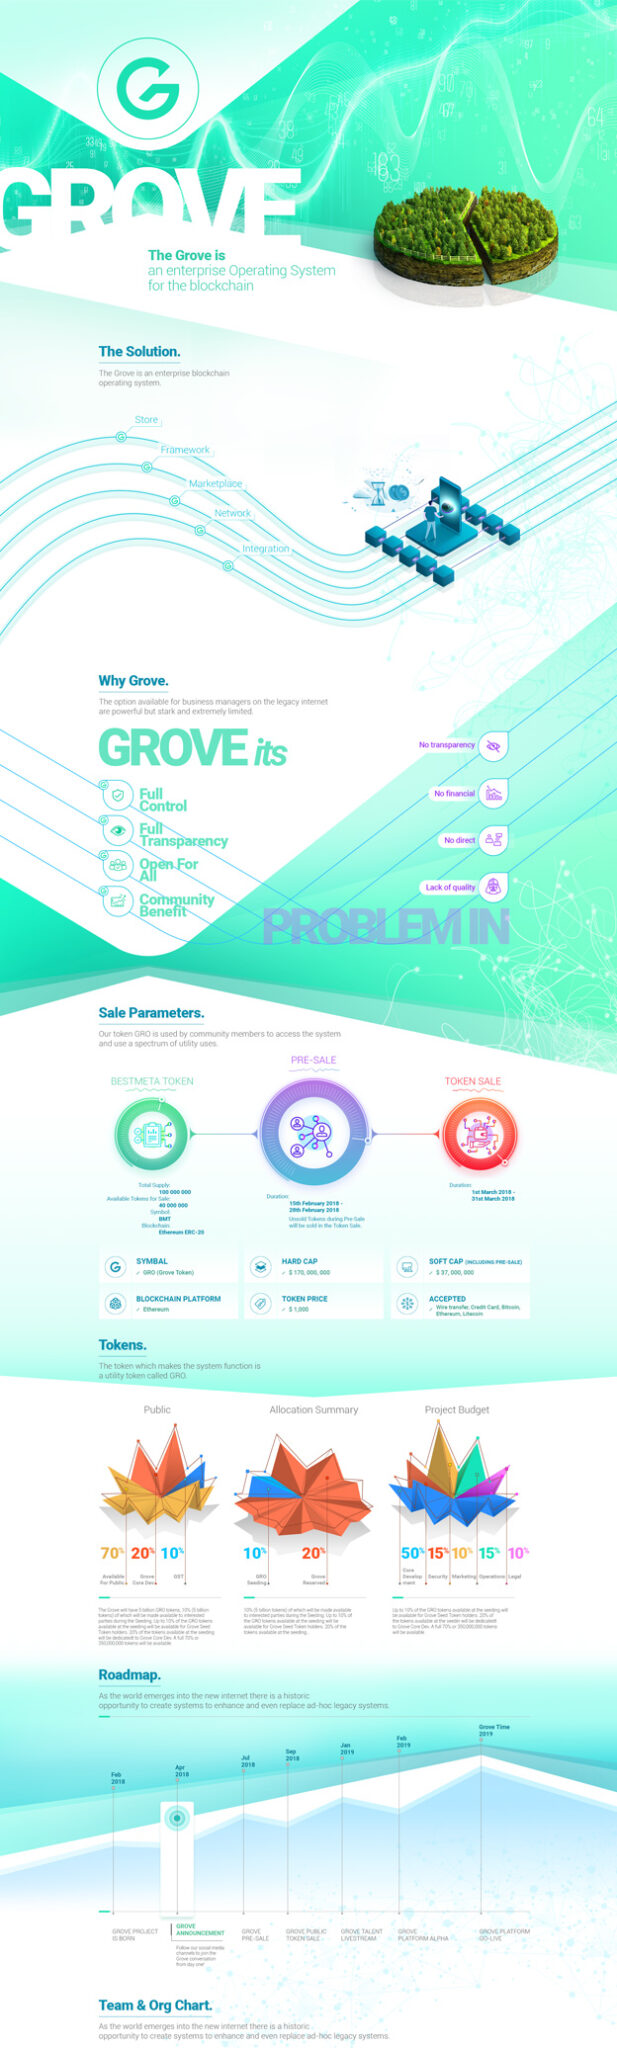 GROVE
The Grove is
an enterprise Operating System
for the blockchain
The Solution.
The Grove is an enterprise blockchain
operating system.
Store
Framework
Marketplace
Network
Integration
Why Grove.
The option available for business managers on the legacy internet
are powerful but stark and extremely limited.
GROVE its
Full
Control
Full
Transparency
Open For
All
Community
Benefit
No transparency
No financial
No direct
Lack of quality
PROBLEM IN
Sale Parameters.
Our token GRO is used by community members to access the system
and use a spectrum of utility uses.
BESTMETA TOKEN
Total Supply:
100 000 000
Available Tokens for Sale:
40 000 000
Symbol:
BMT
Blockchain:
Ethereum ERC-20
PRE-SALE
Duration:
15th February 2018 -
28th February 2018
Unsold Tokens during Pre-Sale
will be sold in the Token Sale.
TOKEN SALE
Duration:
1st March 2018 -
31st March 2018
SYMBAL
✓ GRO (Grove Token)
HARD CAP
✓ $ 170, 000, 000
SOFT CAP (INCLUDING PRE-SALE)
✓ $ 37, 000, 000
BLOCKCHAIN PLATFORM
✓ Ethereum
TOKEN PRICE
✓ $ 1,000
ACCEPTED
✓ Wire transfer, Credit Card, Bitcoin,
Ethereum, Litecoin
Tokens.
The token which makes the system function is
a utility token called GRO.
Public
70% 20% 10%
Available
For Public
Grove
Core Dev.
GST
Allocation Summary
10% 20%
GRO
Seeding
Grove
Reserved
Project Budget
50% 15% 10% 15% 10%
Core
Develop
ment
Security
Marketing
Operations
Legal
Roadmap.
As the world emerges into the new internet there is a historic
opportunity to create systems to enhance and even replace ad-hoc legacy systems.
Feb
2018
Apr
2018
Jul
2018
Sep
2018
Jan
2019
Feb
2019
Grove Time
2019
GROVE PROJECT
IS BORN
GROVE
ANNOUNCEMENT
Follow our social media
channels to join the
Grove conversation
from day one!
GROVE
PRE-SALE
GROVE PUBLIC
TOKEN SALE
GROVE TALENT
LIVESTREAM
GROVE
PLATFORM ALPHA
GROVE PLATFORM
GO-LIVE
Team & Org Chart.
As the world emerges into the new internet there is a historic
opportunity to create systems to enhance and even replace ad-hoc legacy systems.